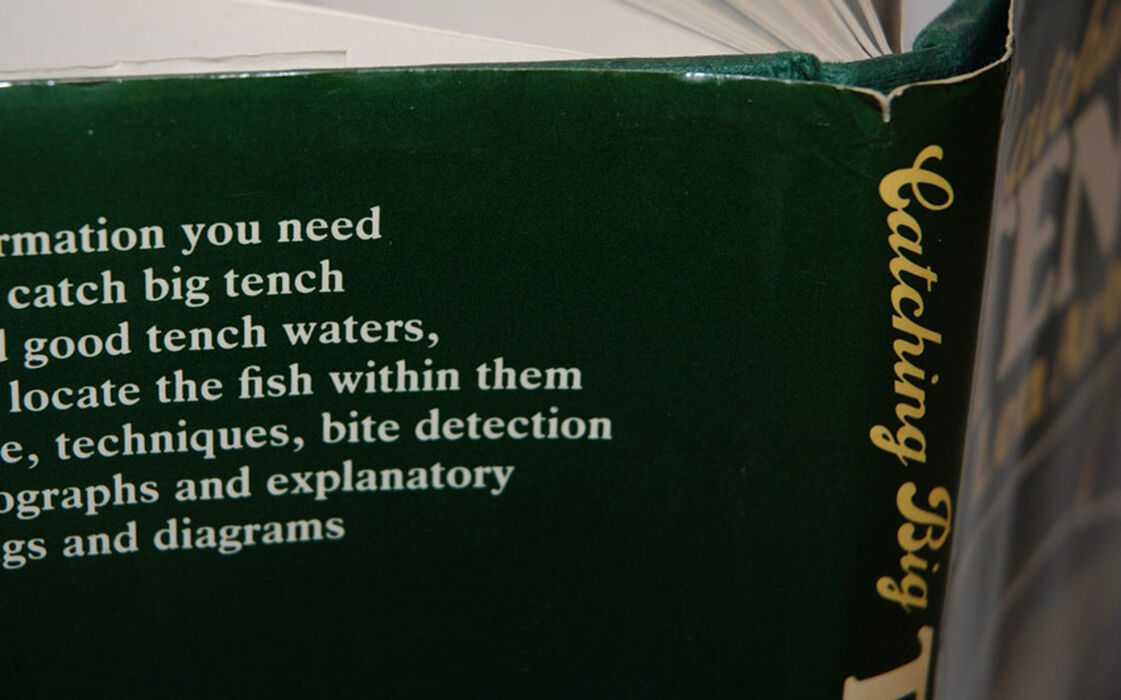 rmation you need
catch big tench
d good tench waters,
locate the fish within them
e, techniques, bite detection
ographs and explanatory
gs and diagrams
Catching Big T
TEN